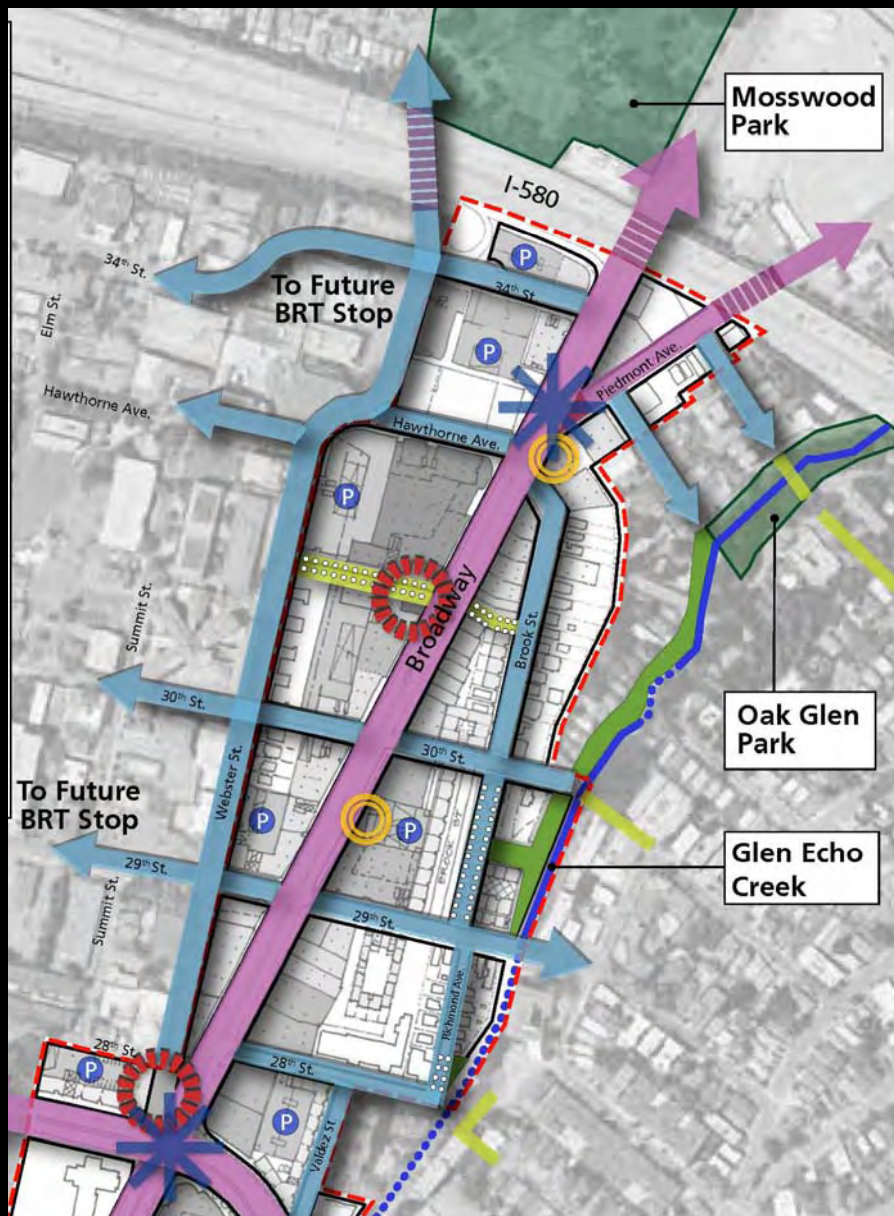 Mosswood
Park
I-580
P
34th St.
To Future
BRT Stop
34th St.
Elm St.
P
Piedmont Ave.
Hawthorne Ave.
Hawthorne Ave.
P
Broadway
Summit St.
Brook St.
30th St.
Oak Glen
Park
30th St.
Webster St.
To Future
BRT Stop
P
P
BROOK ST
29th St.
Glen Echo
Creek
Summit St.
29th St.
Richmond Ave.
28th St.
28th St.
P
P
Valdez St.